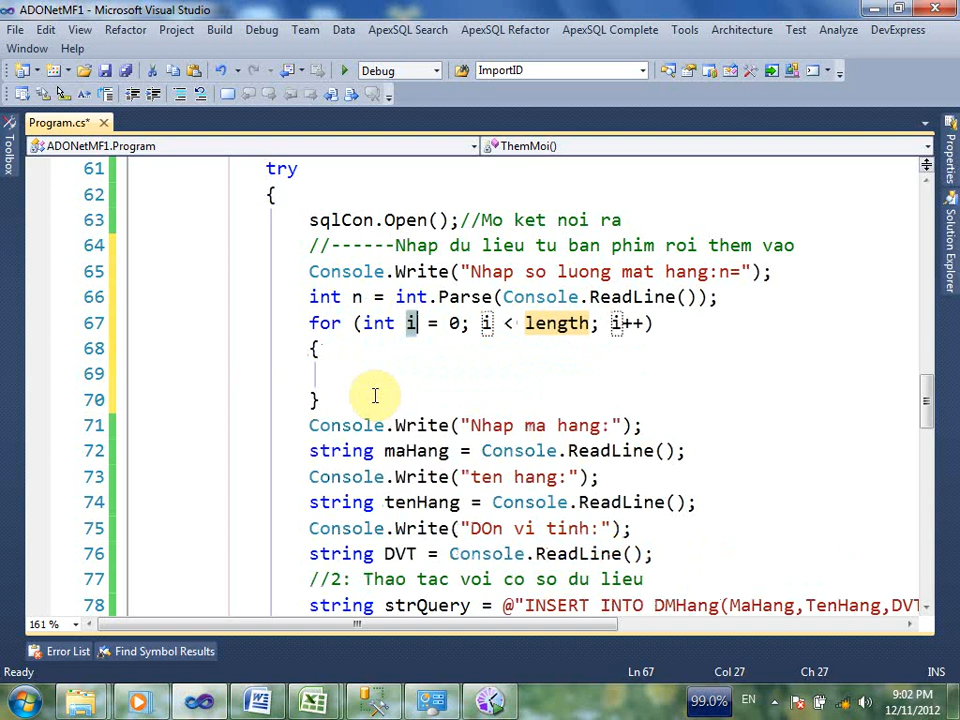 ADONetMF1 - Microsoft Visual Studio
File Edit View Refactor Project Build Debug Team Data ApexSQL Search ApexSQL Refactor ApexSQL Complete Tools Architecture Test Analyze DevExpress
Window Help
Debug ImportID
Program.cs*
ADONetMF1.Program ThemMoi()
Toolbox
Properties
Solution Explorer
61 try
62 {
63 sqlCon.Open();//Mo ket noi ra
64 //------Nhap du lieu tu ban phim roi them vao
65 Console.Write("Nhap so luong mat hang:n=");
66 int n = int.Parse(Console.ReadLine());
67 for (int i = 0; i < length; i++)
68 {
69
70 }
71 Console.Write("Nhap ma hang:");
72 string maHang = Console.ReadLine();
73 Console.Write("ten hang:");
74 string tenHang = Console.ReadLine();
75 Console.Write("DOn vi tinh:");
76 string DVT = Console.ReadLine();
77 //2: Thao tac voi co so du lieu
78 string strQuery = @"INSERT INTO DMHang(MaHang,TenHang,DVT
161 %
Error List Find Symbol Results
Ready Ln 67 Col 27 Ch 27 INS
99.0% EN 9:02 PM
12/11/2012